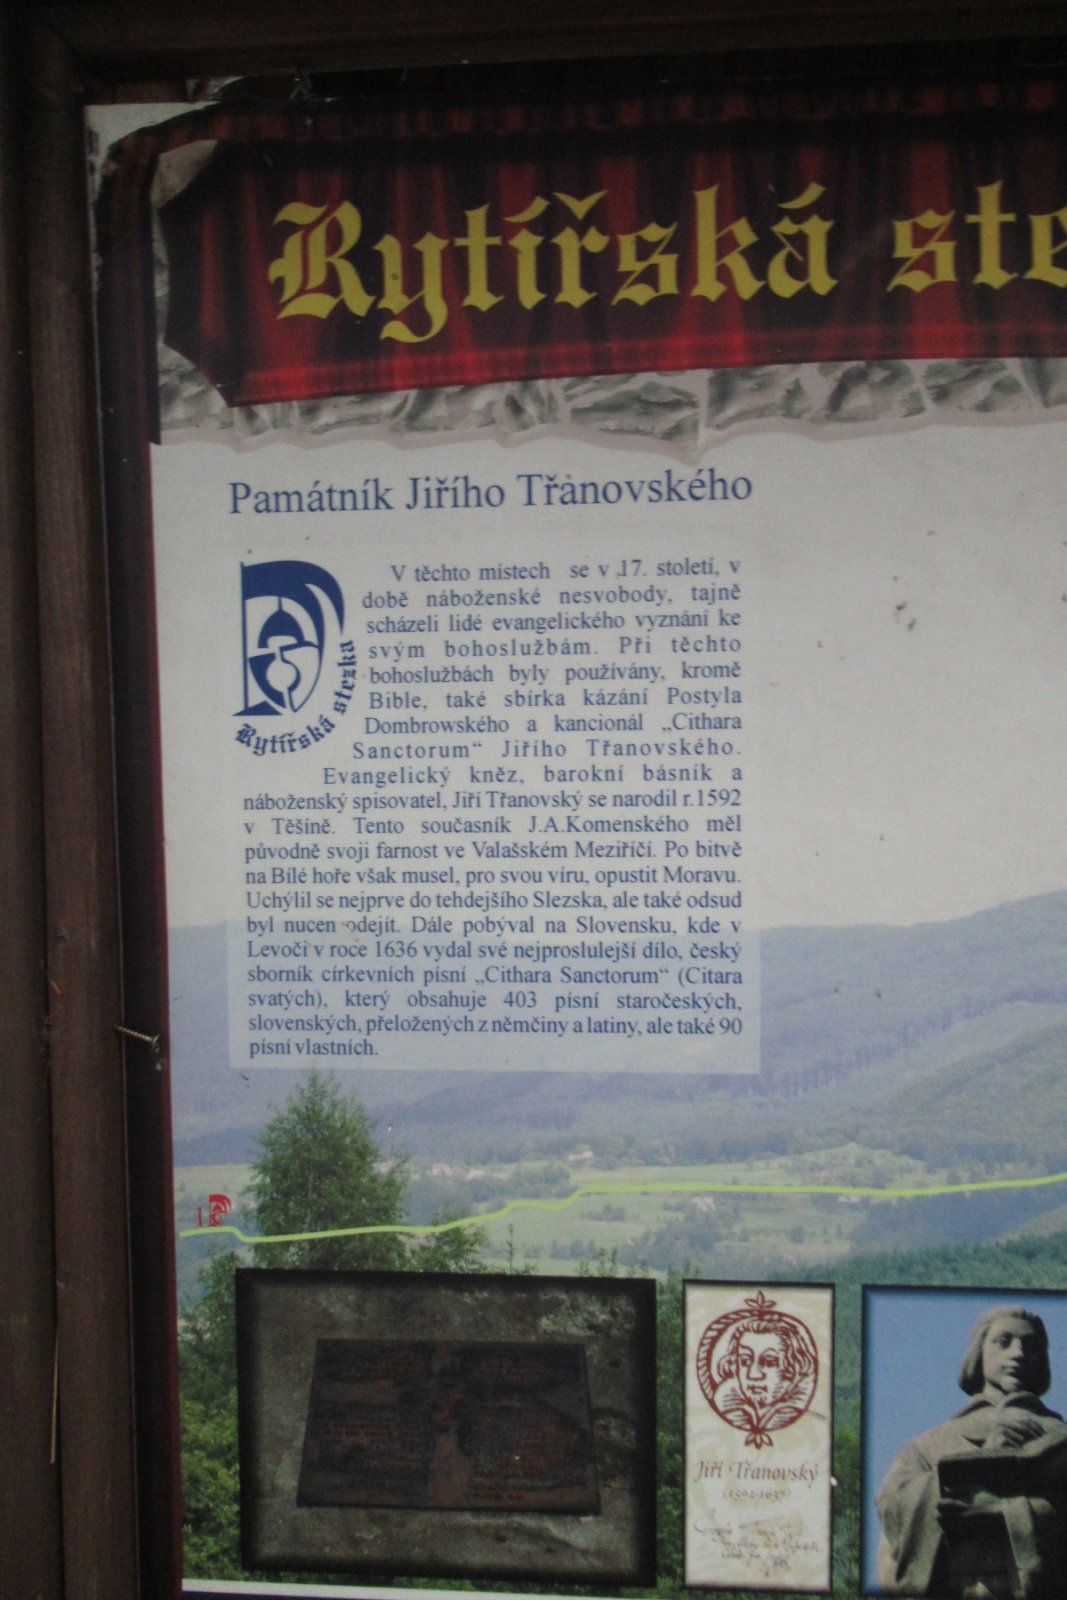 Rytířská ste
Památník Jiřího Třanovského
V těchto místech se v 17. století, v
době náboženské nesvobody, tajně
scházeli lidé evangelického vyznání ke
svým bohoslužbám. Při těchto
bohoslužbách byly používány, kromě
Bible, také sbírka kázání Postyla
Dombrowského a kancionál „Cithara
Sanctorum“ Jiřího Třanovského.
Evangelický kněz, barokní básník a
náboženský spisovatel, Jiří Třanovský se narodil r.1592
v Těšíně. Tento současník J.A.Komenského měl
původně svoji farnost ve Valašském Meziříčí. Po bitvě
na Bílé hoře však musel, pro svou víru, opustit Moravu.
Uchýlil se nejprve do tehdejšího Slezska, ale také odsud
byl nucen odejít. Dále pobýval na Slovensku, kde v
Levoči v roce 1636 vydal své nejproslulejší dílo, český
sborník církevních písní „Cithara Sanctorum“ (Citara
svatých), který obsahuje 403 písní staročeských,
slovenských, přeložených z němčiny a latiny, ale také 90
písní vlastních.
Rytířská stezka
1
Jiří Třanovský
(1592-1637)